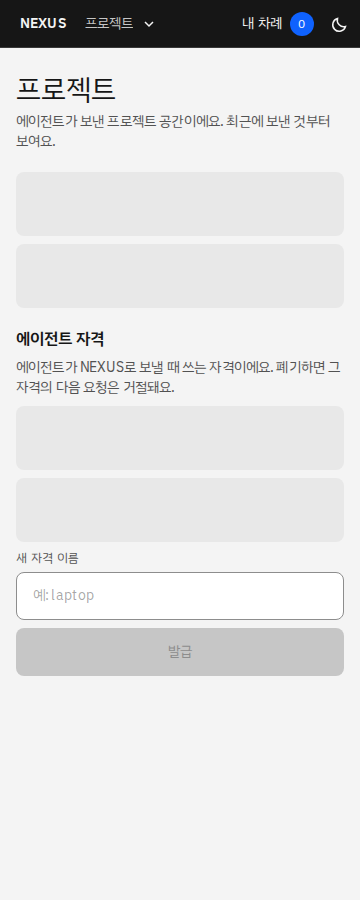 NEXUS 프로젝트 내 차례 0
프로젝트
에이전트가 보낸 프로젝트 공간이에요. 최근에 보낸 것부터
보여요.
에이전트 자격
에이전트가 NEXUS로 보낼 때 쓰는 자격이에요. 폐기하면 그
자격의 다음 요청은 거절돼요.
새 자격 이름
예: laptop
발급